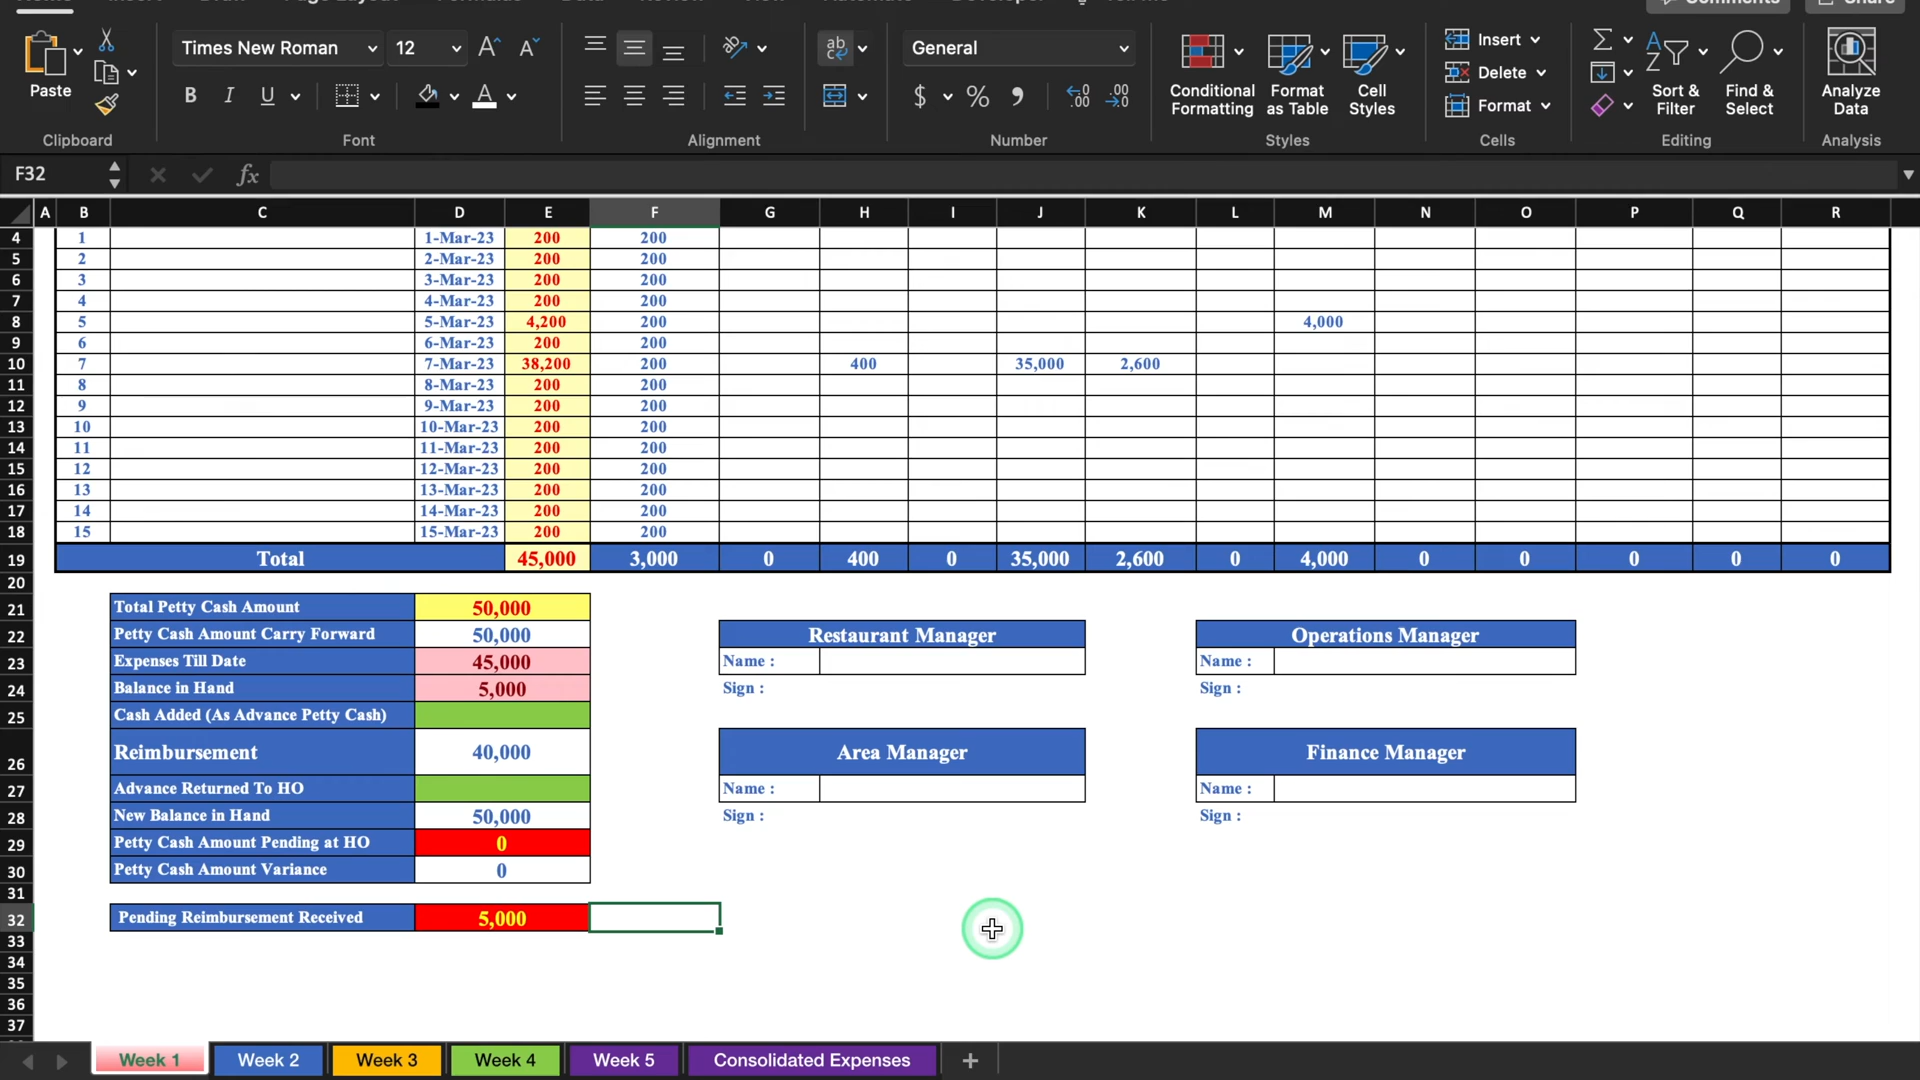 Comments
Share
Times New Roman
12
ab
General
Insert
Delete
Format
Paste
B I U
A
$ % 9
Conditional Formatting
Format as Table
Cell Styles
Sort & Filter
Find & Select
Analyze Data
Clipboard
Font
Alignment
Number
Styles
Cells
Editing
Analysis
F32
fx
A B C D E F G H I J K L M N O P Q R
4 1 1-Mar-23 200 200
5 2 2-Mar-23 200 200
6 3 3-Mar-23 200 200
7 4 4-Mar-23 200 200
8 5 5-Mar-23 4,200 200 4,000
9 6 6-Mar-23 200 200
10 7 7-Mar-23 38,200 200 400 35,000 2,600
11 8 8-Mar-23 200 200
12 9 9-Mar-23 200 200
13 10 10-Mar-23 200 200
14 11 11-Mar-23 200 200
15 12 12-Mar-23 200 200
16 13 13-Mar-23 200 200
17 14 14-Mar-23 200 200
18 15 15-Mar-23 200 200
19 Total 45,000 3,000 0 400 0 35,000 2,600 0 4,000 0 0 0 0 0
20
21 Total Petty Cash Amount 50,000
22 Petty Cash Amount Carry Forward 50,000 Restaurant Manager Operations Manager
23 Expenses Till Date 45,000 Name : Name :
24 Balance in Hand 5,000 Sign : Sign :
25 Cash Added (As Advance Petty Cash)
26 Reimbursement 40,000 Area Manager Finance Manager
27 Advance Returned To HO Name : Name :
28 New Balance in Hand 50,000 Sign : Sign :
29 Petty Cash Amount Pending at HO 0
30 Petty Cash Amount Variance 0
31
32 Pending Reimbursement Received 5,000
33
34
35
36
37
Week 1 Week 2 Week 3 Week 4 Week 5 Consolidated Expenses +